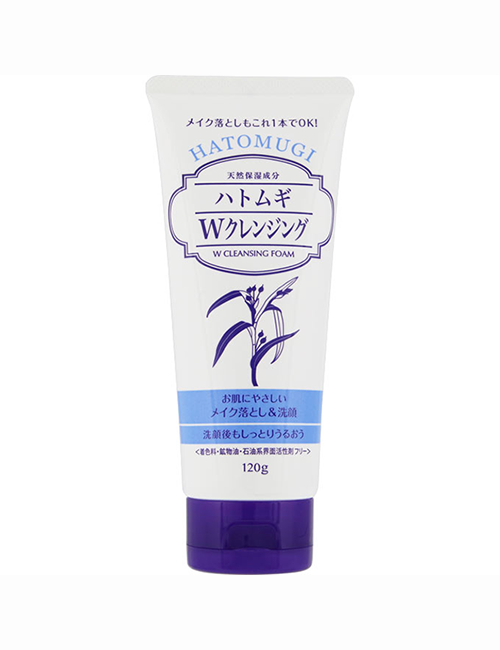 メイク落としもこれ1本でOK!
HATOMUGI
天然保湿成分
ハトムギ
Wクレンジング
W CLEANSING FOAM
お肌にやさしい
メイク落とし&洗顔
洗顔後もしっとりうるおう
<着色料・鉱物油・石油系界面活性剤フリー>
120g